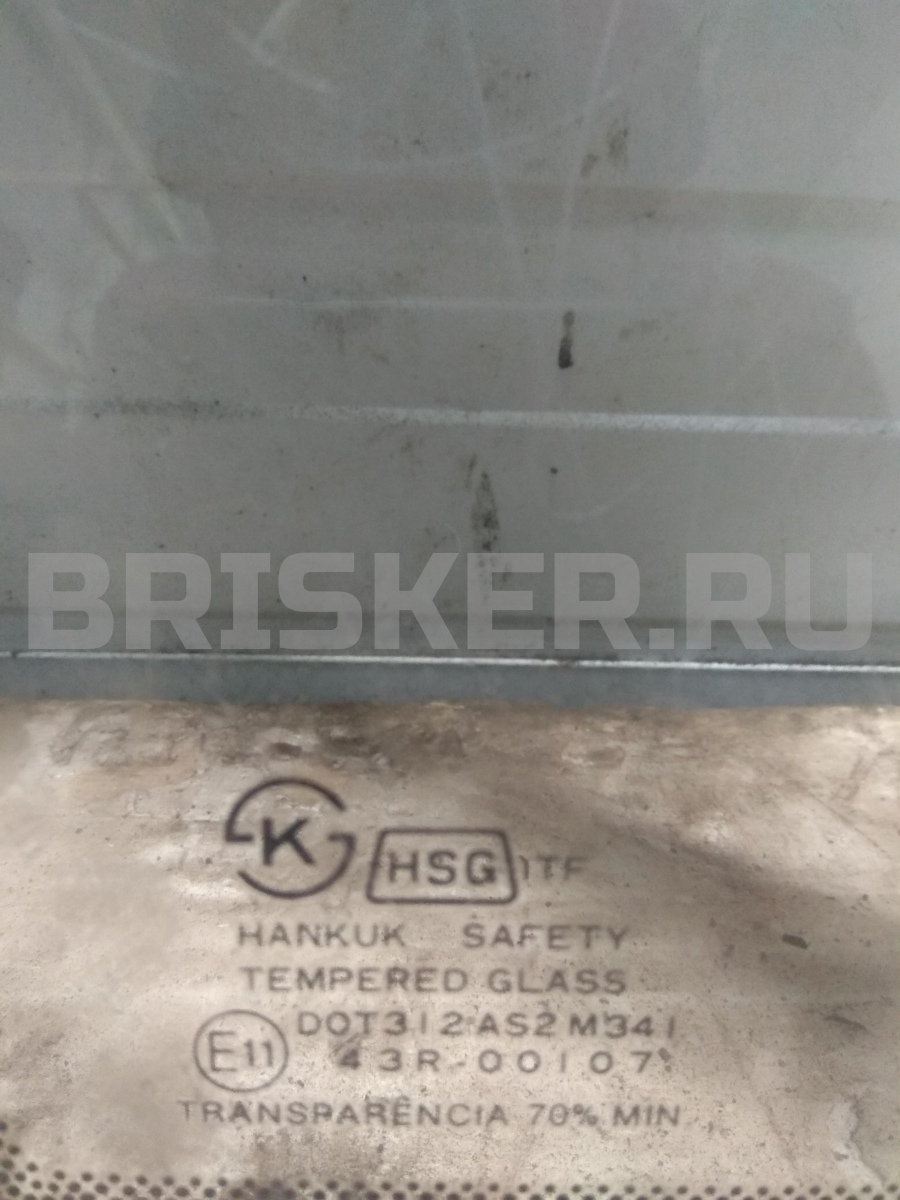 BRISKER.RU
K HSG ITF
HANKUK SAFETY
TEMPERED GLASS
DOT312 AS2 M341
E11 43R-00107
TRANSPARÊNCIA 70% MIN